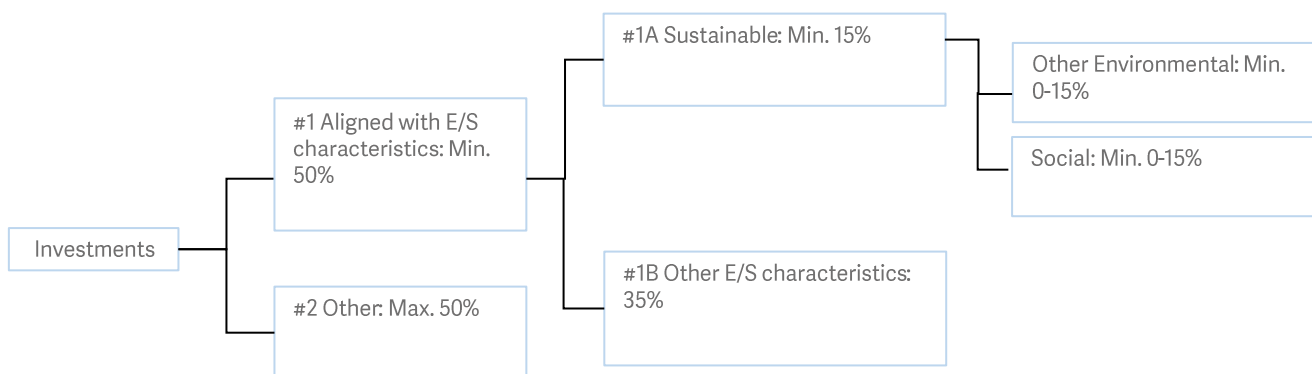 #1A Sustainable: Min. 15%
Other Environmental: Min.
0-15%
#1 Aligned with E/S
characteristics: Min.
50%
Social: Min. 0-15%
Investments
#1B Other E/S characteristics:
35%
#2 Other: Max. 50%